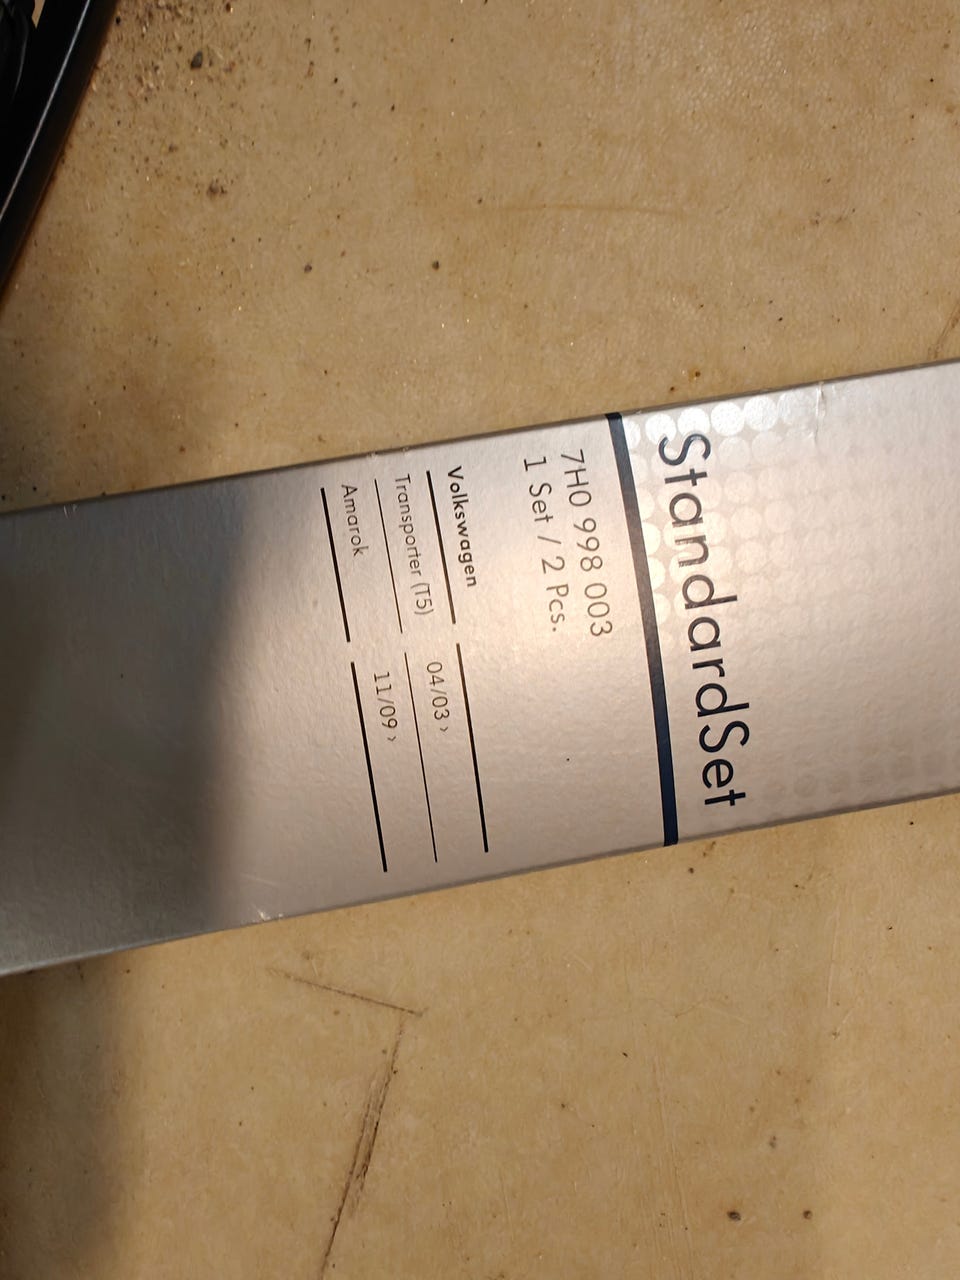 StandardSet
7H0 998 003
1 Set / 2 Pcs.
Volkswagen
Transporter (T5) 04/03 ›
Amarok 11/09 ›